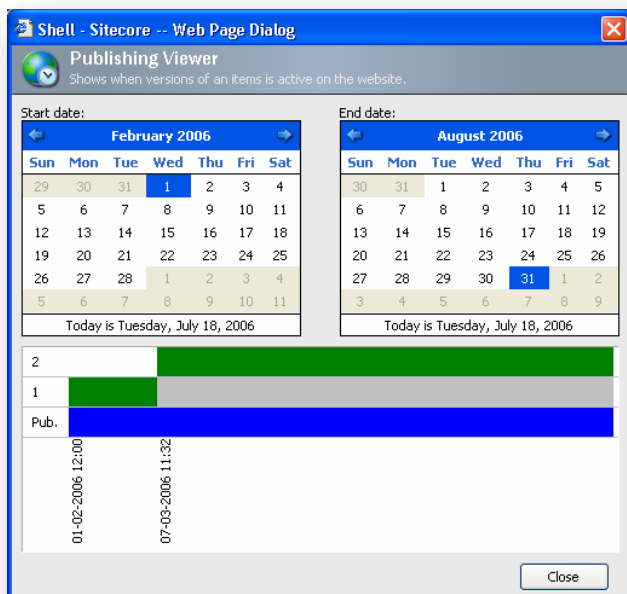 Shell - Sitecore -- Web Page Dialog
Publishing Viewer
Shows when versions of an items is active on the website.
Start date:
February 2006
Sun Mon Tue Wed Thu Fri Sat
29 30 31 1 2 3 4
5 6 7 8 9 10 11
12 13 14 15 16 17 18
19 20 21 22 23 24 25
26 27 28 1 2 3 4
5 6 7 8 9 10 11
Today is Tuesday, July 18, 2006
End date:
August 2006
Sun Mon Tue Wed Thu Fri Sat
30 31 1 2 3 4 5
6 7 8 9 10 11 12
13 14 15 16 17 18 19
20 21 22 23 24 25 26
27 28 29 30 31 1 2
3 4 5 6 7 8 9
Today is Tuesday, July 18, 2006
2
1
Pub.
01-02-2006 12:00
07-03-2006 11:32
Close